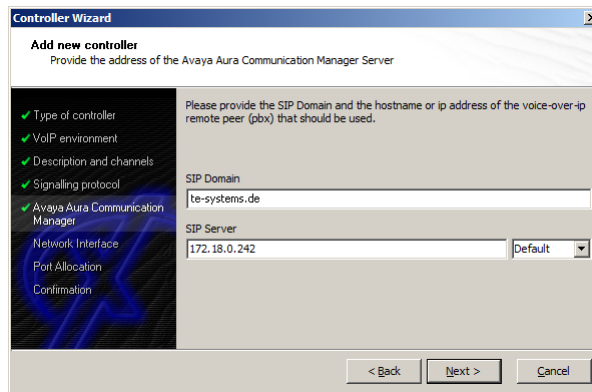 Controller Wizard
Add new controller
Provide the address of the Avaya Aura Communication Manager Server
Type of controller
VoIP environment
Description and channels
Signalling protocol
Avaya Aura Communication
Manager
Network Interface
Port Allocation
Confirmation
Please provide the SIP Domain and the hostname or ip address of the voice-over-ip
remote peer (pbx) that should be used.
SIP Domain
te-systems.de
SIP Server
172.18.0.242
Default
< Back
Next >
Cancel